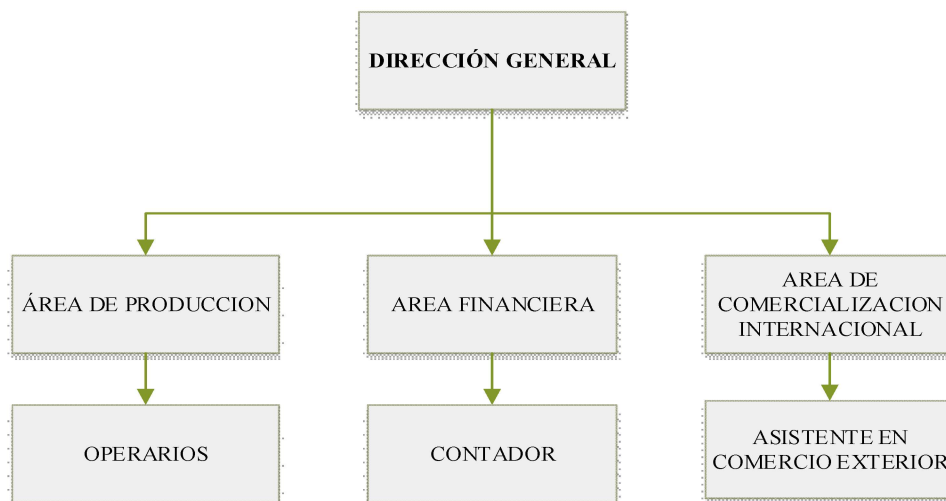 DIRECCIÓN GENERAL
ÁREA DE PRODUCCION
AREA FINANCIERA
AREA DE
COMERCIALIZACION
INTERNACIONAL
OPERARIOS
CONTADOR
ASISTENTE EN
COMERCIO EXTERIOR